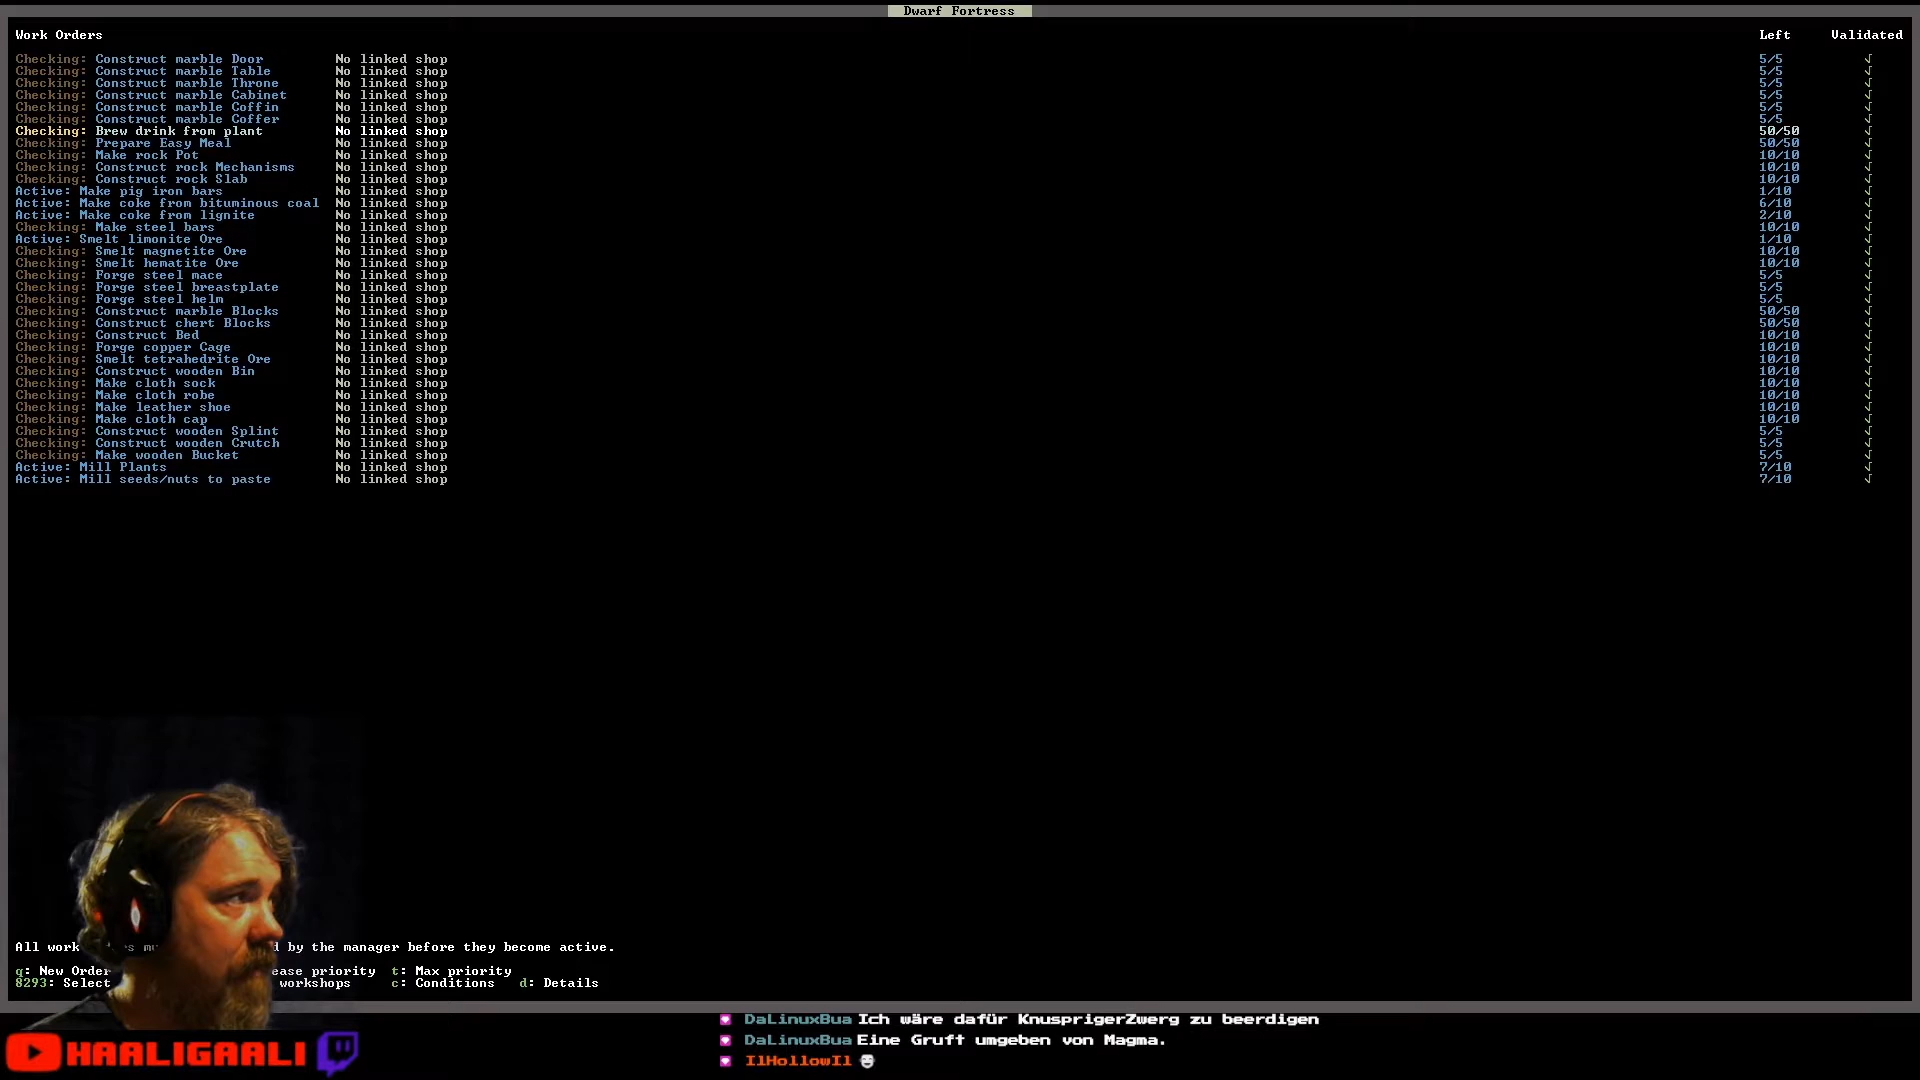 Dwarf Fortress
Work Orders Left Validated
Checking: Construct marble Door No linked shop 5/5 √
Checking: Construct marble Table No linked shop 5/5 √
Checking: Construct marble Throne No linked shop 5/5 √
Checking: Construct marble Cabinet No linked shop 5/5 √
Checking: Construct marble Coffin No linked shop 5/5 √
Checking: Construct marble Coffer No linked shop 5/5 √
Checking: Brew drink from plant No linked shop 50/50 √
Checking: Prepare Easy Meal No linked shop 50/50 √
Checking: Make rock Pot No linked shop 10/10 √
Checking: Construct rock Mechanisms No linked shop 10/10 √
Checking: Construct rock Slab No linked shop 10/10 √
Active: Make pig iron bars No linked shop 1/10 √
Active: Make coke from bituminous coal No linked shop 6/10 √
Active: Make coke from lignite No linked shop 2/10 √
Checking: Make steel bars No linked shop 10/10 √
Active: Smelt limonite Ore No linked shop 1/10 √
Checking: Smelt magnetite Ore No linked shop 10/10 √
Checking: Smelt hematite Ore No linked shop 10/10 √
Checking: Forge steel mace No linked shop 5/5 √
Checking: Forge steel breastplate No linked shop 5/5 √
Checking: Forge steel helm No linked shop 5/5 √
Checking: Construct marble Blocks No linked shop 50/50 √
Checking: Construct chert Blocks No linked shop 50/50 √
Checking: Construct Bed No linked shop 10/10 √
Checking: Forge copper Cage No linked shop 10/10 √
Checking: Smelt tetrahedrite Ore No linked shop 10/10 √
Checking: Construct wooden Bin No linked shop 10/10 √
Checking: Make cloth sock No linked shop 10/10 √
Checking: Make cloth robe No linked shop 10/10 √
Checking: Make leather shoe No linked shop 10/10 √
Checking: Make cloth cap No linked shop 10/10 √
Checking: Construct wooden Splint No linked shop 5/5 √
Checking: Construct wooden Crutch No linked shop 5/5 √
Checking: Make wooden Bucket No linked shop 5/5 √
Active: Mill Plants No linked shop 7/10 √
Active: Mill seeds/nuts to paste No linked shop 7/10 √
All work by the manager before they become active.
q: New Order ease priority t: Max priority
8293: Select workshops c: Conditions d: Details
DaLinuxBua Ich wäre dafür KnusprigerZwerg zu beerdigen
DaLinuxBua Eine Gruft umgeben von Magma.
IlHollowIl
HAALIGAALI